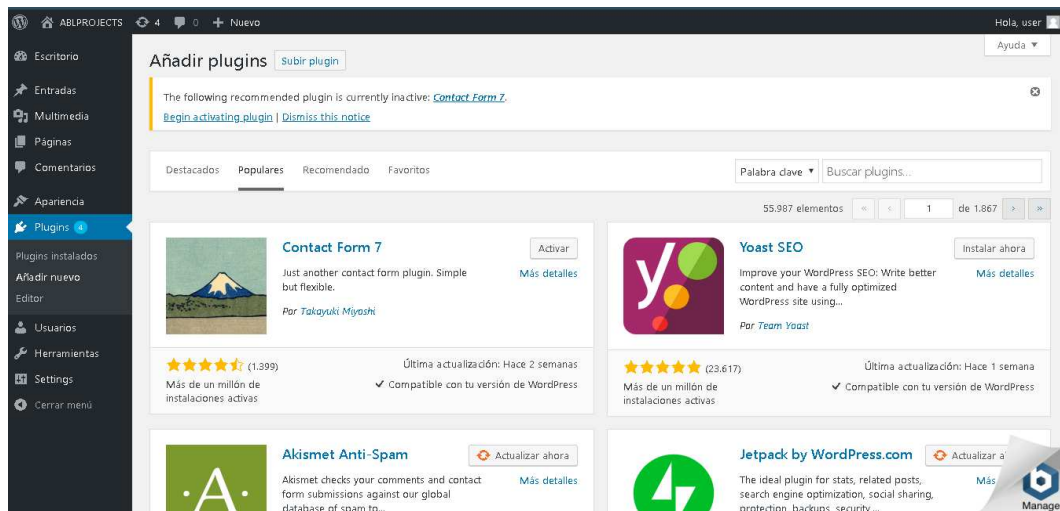 ABLPROJECTS 4 0 + Nuevo Hola, user
Ayuda ▼
Escritorio
Entradas
Multimedia
Páginas
Comentarios
Apariencia
Plugins 4
Plugins instalados
Añadir nuevo
Editor
Usuarios
Herramientas
Settings
Cerrar menú
Añadir plugins Subir plugin
The following recommended plugin is currently inactive: Contact Form 7.
Begin activating plugin | Dismiss this notice
Destacados Populares Recomendado Favoritos Palabra clave ▼ Buscar plugins...
55.987 elementos « ‹ 1 de 1.867 › »
Contact Form 7 Activar
Más detalles
Just another contact form plugin. Simple
but flexible.
Por Takayuki Miyoshi
(1.399)
Más de un millón de
instalaciones activas
Última actualización: Hace 2 semanas
✓ Compatible con tu versión de WordPress
Yoast SEO Instalar ahora
Más detalles
Improve your WordPress SEO: Write better
content and have a fully optimized
WordPress site using...
Por Team Yoast
(23.617)
Más de un millón de
instalaciones activas
Última actualización: Hace 1 semana
✓ Compatible con tu versión de WordPress
·A·
Akismet Anti-Spam Actualizar ahora
Más detalles
Akismet checks your comments and contact
form submissions against our global
database of spam to...
Jetpack by WordPress.com Actualizar a
Más
The ideal plugin for stats, related posts,
search engine optimization, social sharing,
protection, backups, security,...
Manage